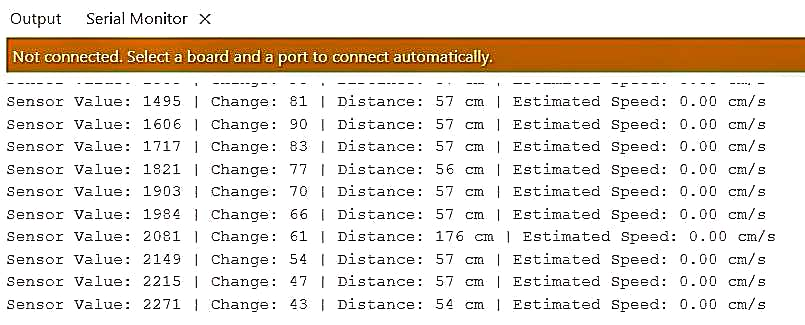 Output Serial Monitor ×
Not connected. Select a board and a port to connect automatically.
Sensor Value: 1495 | Change: 81 | Distance: 57 cm | Estimated Speed: 0.00 cm/s
Sensor Value: 1606 | Change: 90 | Distance: 57 cm | Estimated Speed: 0.00 cm/s
Sensor Value: 1717 | Change: 83 | Distance: 57 cm | Estimated Speed: 0.00 cm/s
Sensor Value: 1821 | Change: 77 | Distance: 56 cm | Estimated Speed: 0.00 cm/s
Sensor Value: 1903 | Change: 70 | Distance: 57 cm | Estimated Speed: 0.00 cm/s
Sensor Value: 1984 | Change: 66 | Distance: 57 cm | Estimated Speed: 0.00 cm/s
Sensor Value: 2081 | Change: 61 | Distance: 176 cm | Estimated Speed: 0.00 cm/s
Sensor Value: 2149 | Change: 54 | Distance: 57 cm | Estimated Speed: 0.00 cm/s
Sensor Value: 2215 | Change: 47 | Distance: 57 cm | Estimated Speed: 0.00 cm/s
Sensor Value: 2271 | Change: 43 | Distance: 54 cm | Estimated Speed: 0.00 cm/s